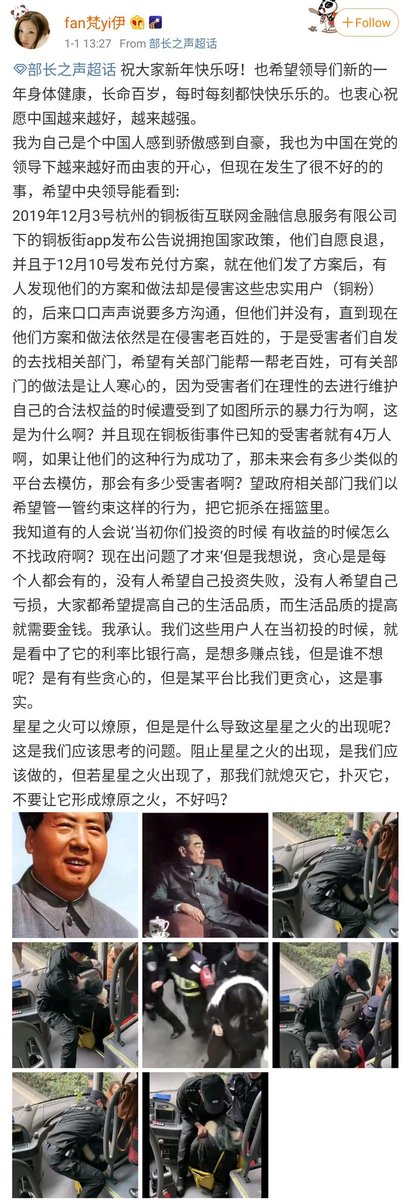 fan梵yi伊
1-1 13:27 From 部长之声超话
+ Follow
部长之声超话 祝大家新年快乐呀！也希望领导们新的一
年身体健康，长命百岁，每时每刻都快快乐乐的。也衷心祝
愿中国越来越好，越来越强。
我为自己是个中国人感到骄傲感到自豪，我也为中国在党的
领导下越来越好而由衷的开心，但现在发生了很不好的的
事，希望中央领导能看到:
2019年12月3号杭州的铜板街互联网金融信息服务有限公司
下的铜板街app发布公告说拥抱国家政策，他们自愿良退，
并且于12月10号发布兑付方案，就在他们发了方案后，有
人发现他们的方案和做法却是侵害这些忠实用户（铜粉）
的，后来口口声声说要多方沟通，但他们并没有，直到现在
他们方案和做法依然是在侵害老百姓的，于是受害者们自发
的去找相关部门，希望有关部门能帮一帮老百姓，可有关部
门的做法是让人寒心的，因为受害者们在理性的去进行维护
自己的合法权益的时候遭受到了如图所示的暴力行为啊，这
是为什么啊？并且现在铜板街事件已知的受害者就有4万人
啊，如果让他们的这种行为成功了，那未来会有多少类似的
平台去模仿，那会有多少受害者啊？望政府相关部门我们以
希望管一管约束这样的行为，把它扼杀在摇篮里。
我知道有的人会说‘当初你们投资的时候 有收益的时候怎么
不找政府啊？现在出问题了才来‘但是我想说，贪心是是每
个人都会有的，没有人希望自己投资失败，没有人希望自己
亏损，大家都希望提高自己的生活品质，而生活品质的提高
就需要金钱。我承认。我们这些用户人在当初投的时候，就
是看中了它的利率比银行高，是想多赚点钱，但是谁不想
呢？是有有些贪心的，但是某平台比我们更贪心，这是事
实。
星星之火可以燎原，但是是什么导致这星星之火的出现呢？
这是我们应该思考的问题。阻止星星之火的出现，是我们应
该做的，但若星星之火出现了，那我们就熄灭它，扑灭它，
不要让它形成燎原之火，不好吗？